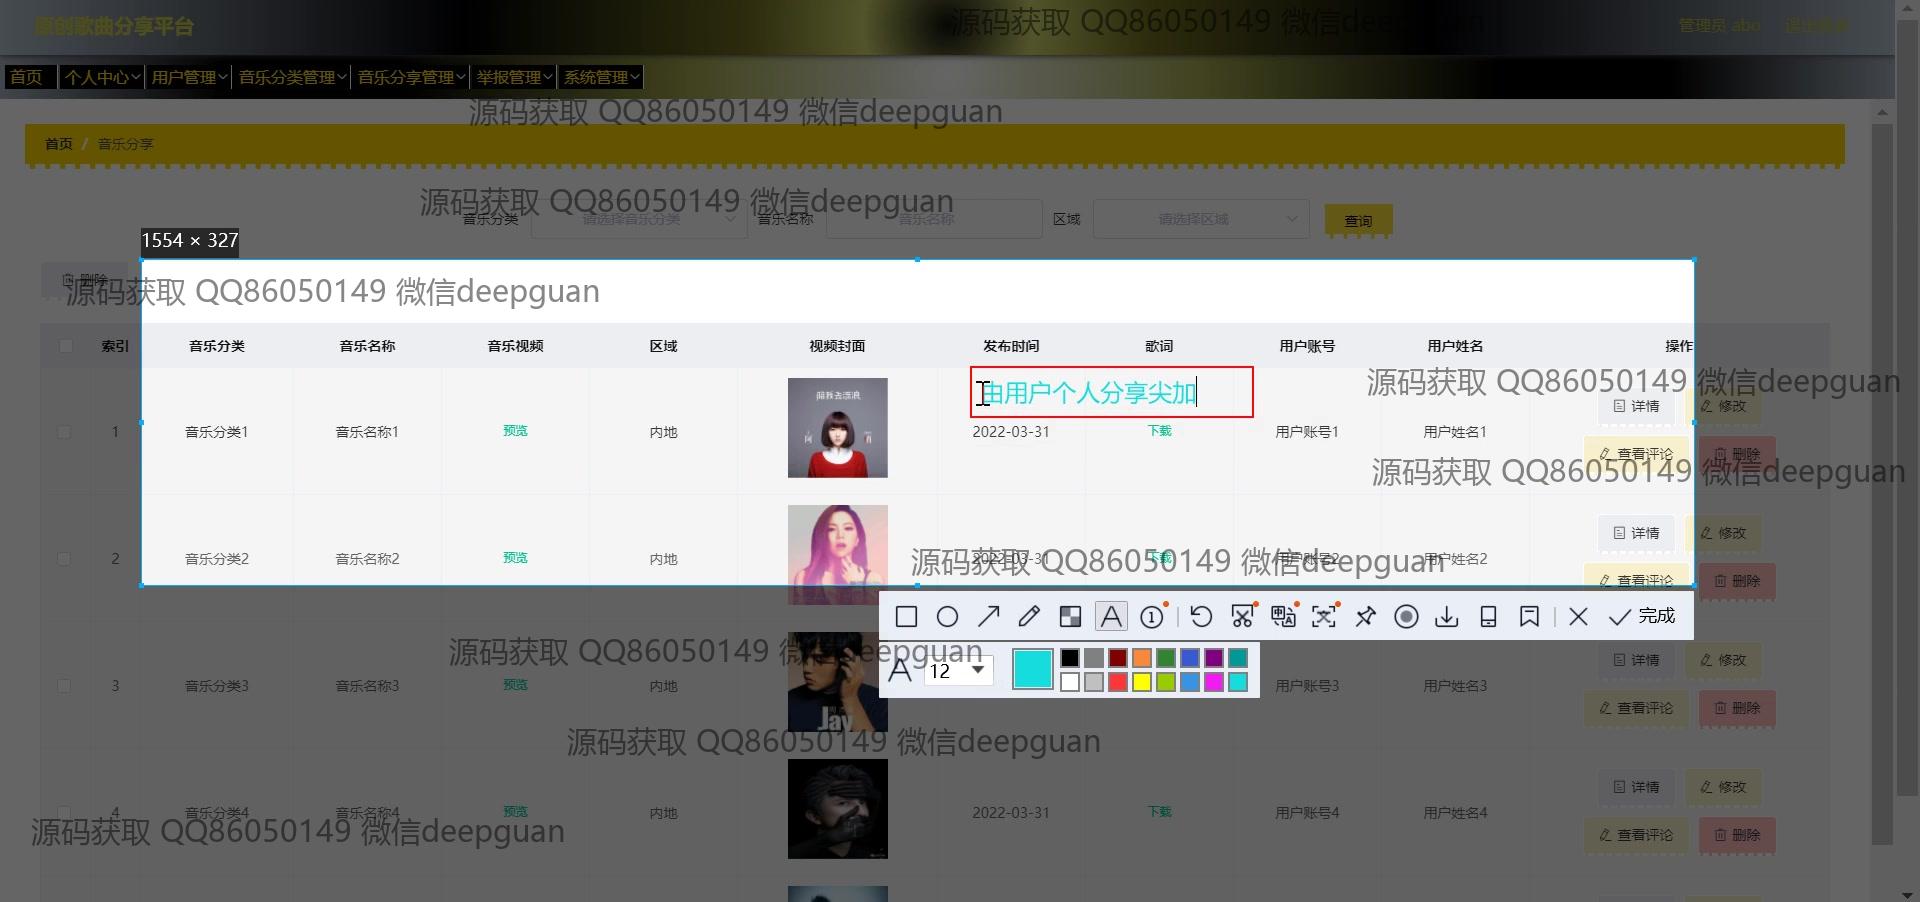 原创歌曲分享平台
源码获取 QQ86050149 微信deepguan
管理员 abo
退出登录
首页 个人中心 用户管理 音乐分类管理 音乐分享管理 举报管理 系统管理
源码获取 QQ86050149 微信deepguan
首页 / 音乐分享
源码获取 QQ86050149 微信deepguan
音乐分类 请选择音乐分类 音乐名称 音乐名称 区域 请选择区域 查询
1554 × 327
删除
源码获取 QQ86050149 微信deepguan
索引 音乐分类 音乐名称 音乐视频 区域 视频封面 发布时间 歌词 用户账号 用户姓名 操作
陪我去漂浪
由用户个人分享尖加
源码获取 QQ86050149 微信deepguan
1 音乐分类1 音乐名称1 预览 内地 2022-03-31 下载 用户账号1 用户姓名1 详情 修改
查看评论 删除
源码获取 QQ86050149 微信deepguan
2 音乐分类2 音乐名称2 预览 内地 2022-03-31 下载 用户账号2 用户姓名2 详情 修改
源码获取 QQ86050149 微信deepguan
查看评论 删除
完成
源码获取 QQ86050149 微信deepguan
12
3 音乐分类3 音乐名称3 预览 内地 用户账号3 用户姓名3 详情 修改
查看评论 删除
Jay
源码获取 QQ86050149 微信deepguan
4 音乐分类4 音乐名称4 预览 内地 2022-03-31 下载 用户账号4 用户姓名4 详情 修改
查看评论 删除
源码获取 QQ86050149 微信deepguan